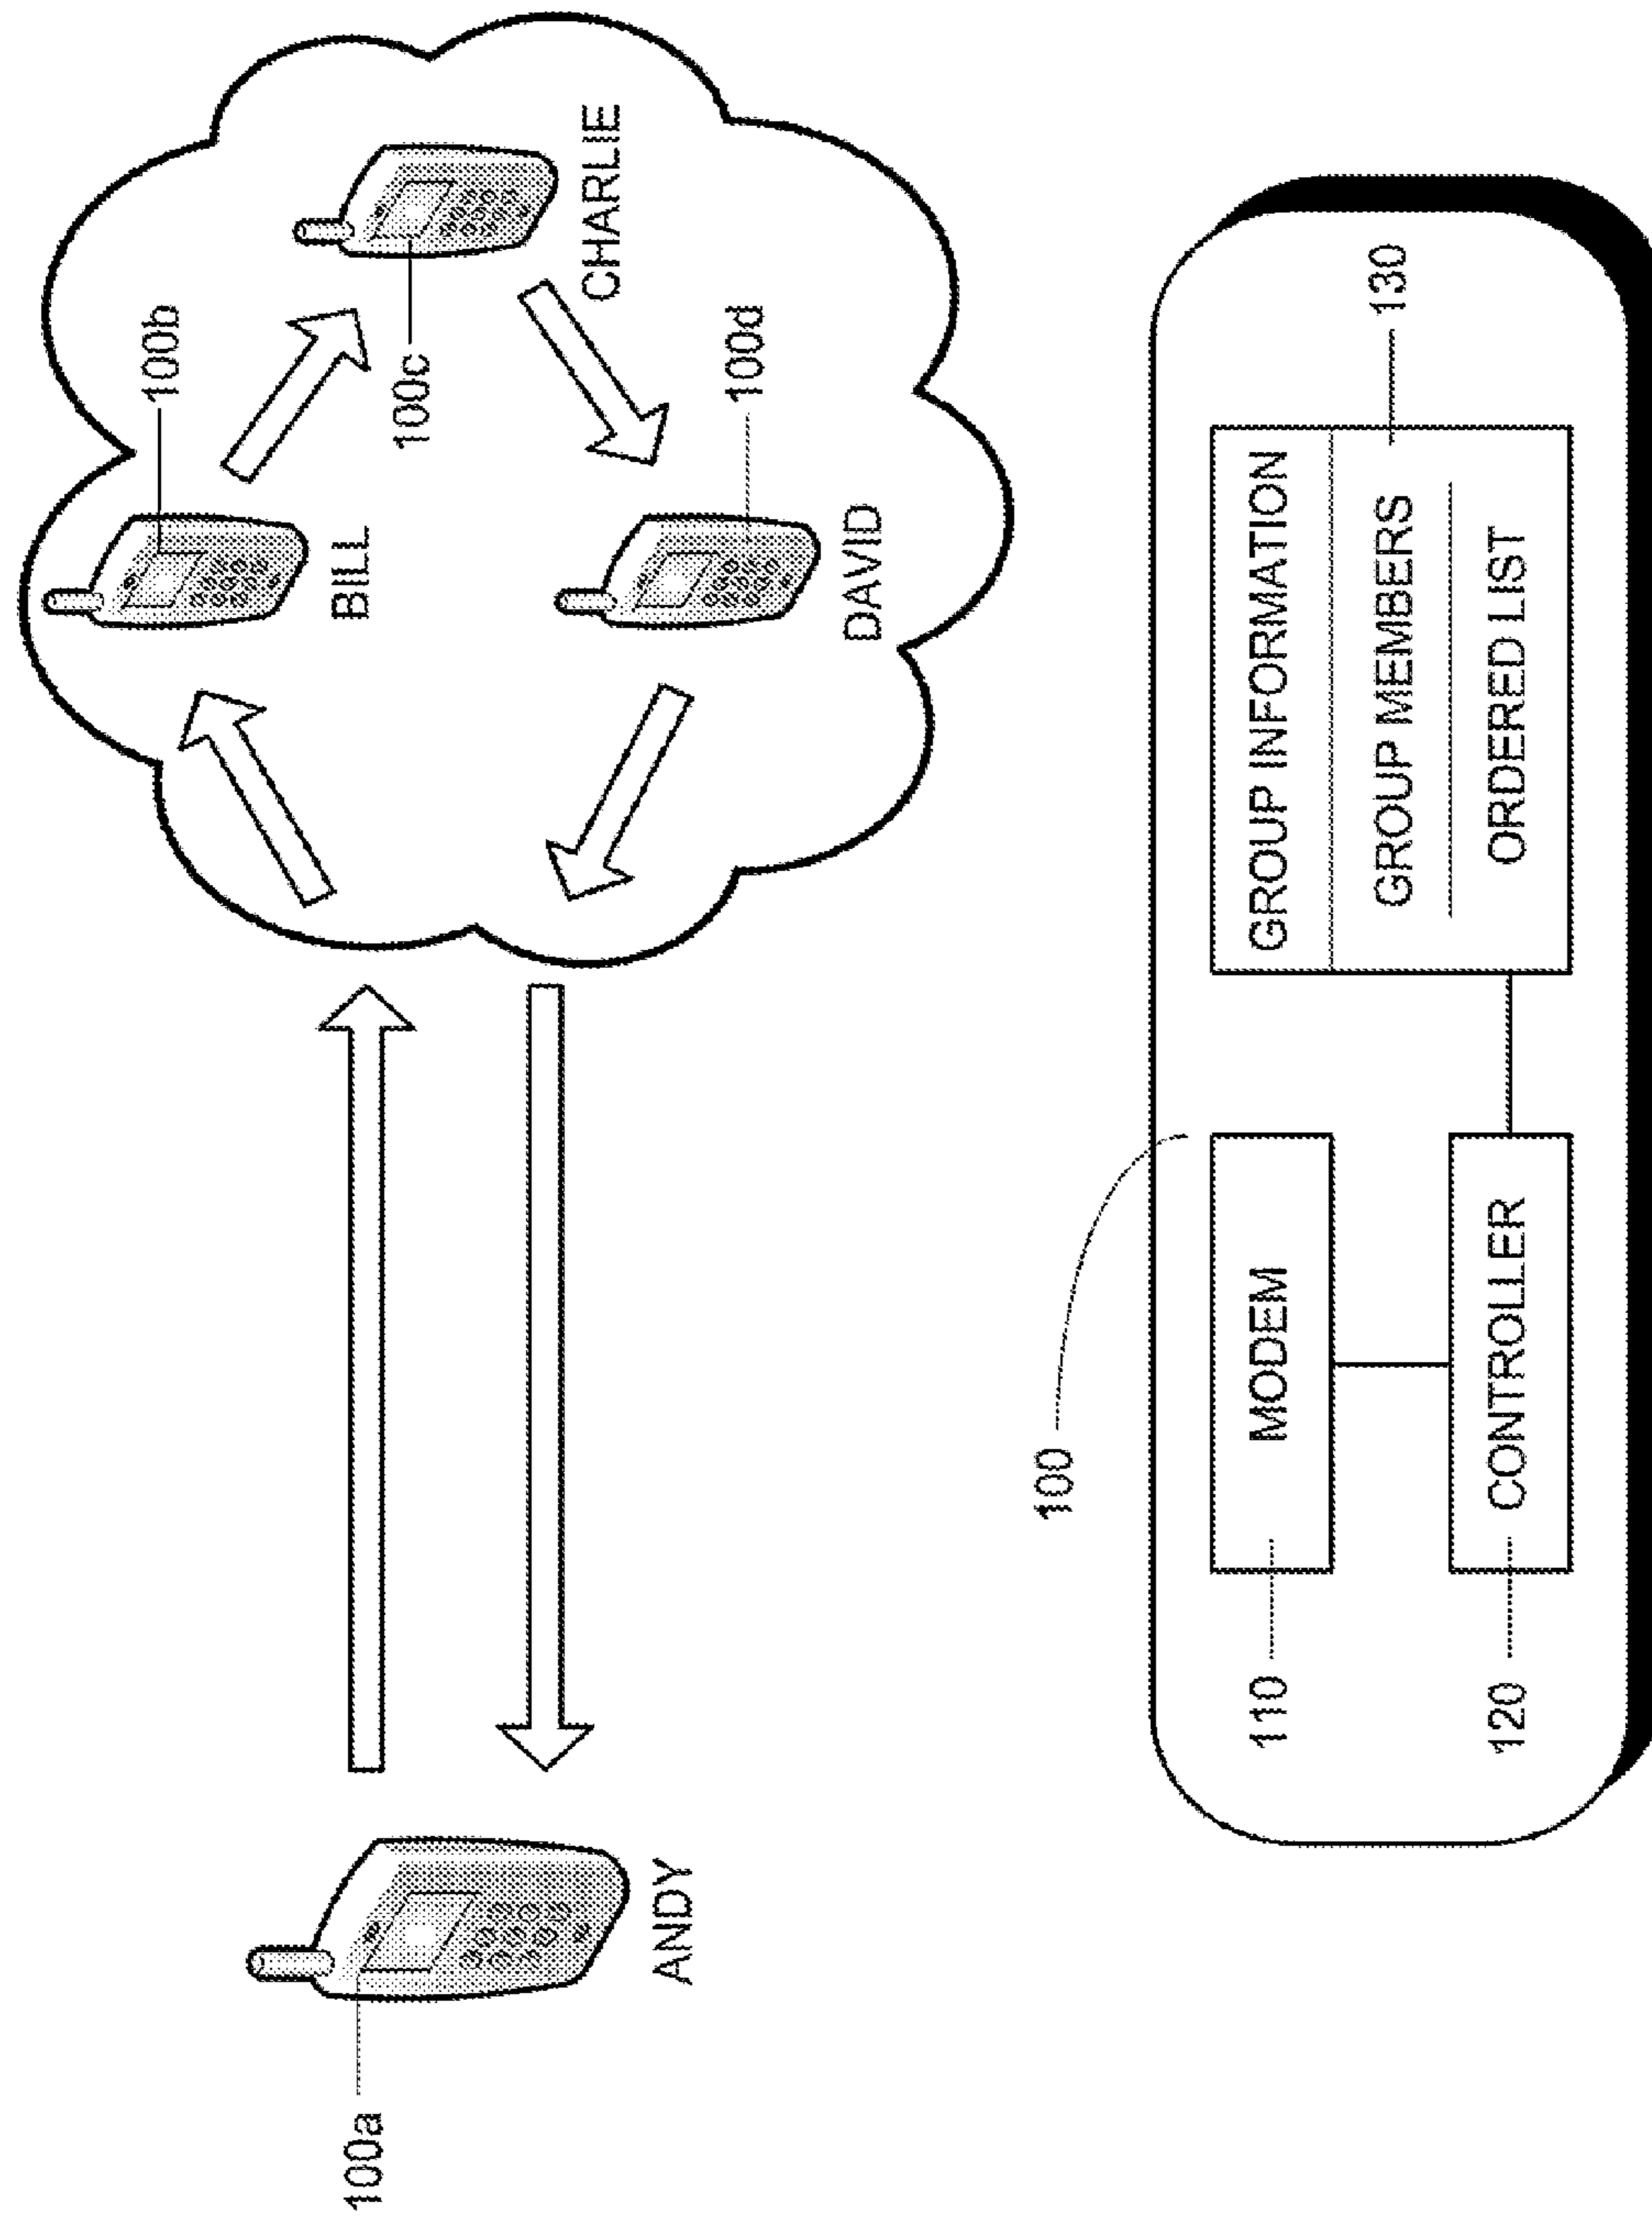 100b
BILL
CHARLIE
100c
100a
ANDY
100d
DAVID
100
110
MODEM
GROUP INFORMATION
130
GROUP MEMBERS
120
CONTROLLER
ORDERED LIST